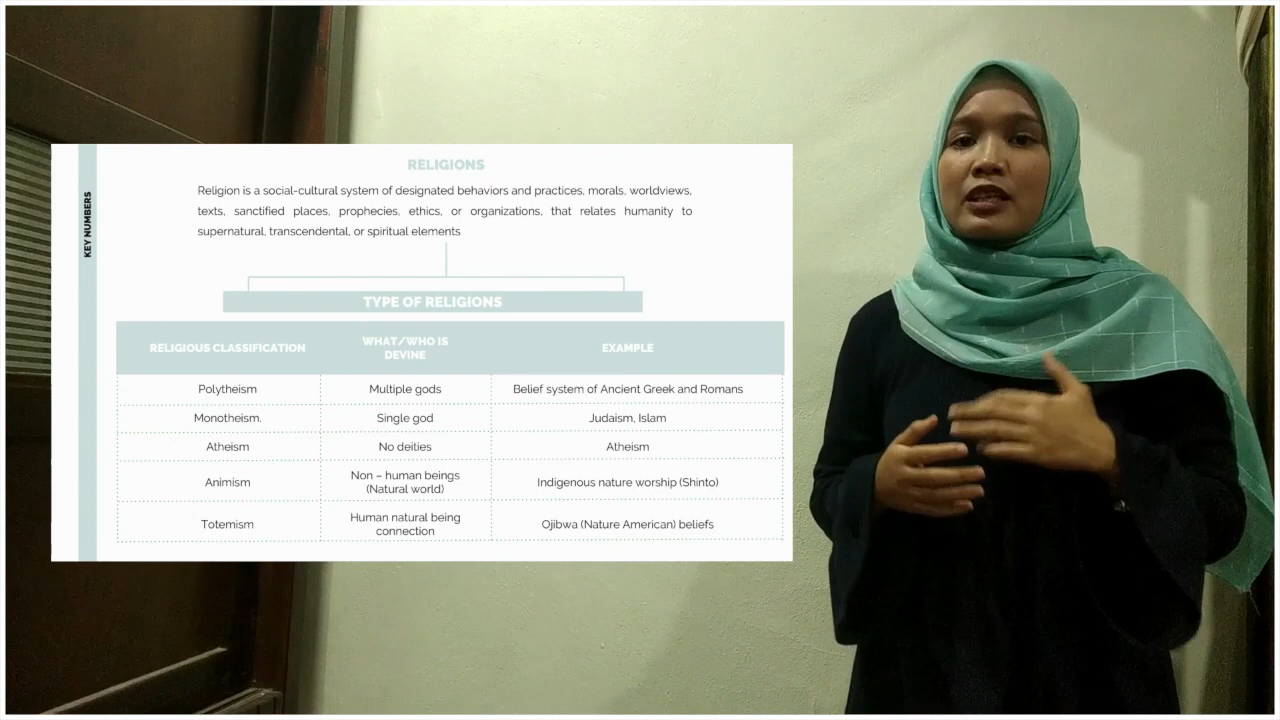 KEY NUMBERS
RELIGIONS
Religion is a social-cultural system of designated behaviors and practices, morals, worldviews,
texts, sanctified places, prophecies, ethics, or organizations, that relates humanity to
supernatural, transcendental, or spiritual elements
TYPE OF RELIGIONS
RELIGIOUS CLASSIFICATION
WHAT/WHO IS
DEVINE
EXAMPLE
Polytheism
Multiple gods
Belief system of Ancient Greek and Romans
Monotheism.
Single god
Judaism, Islam
Atheism
No deities
Atheism
Animism
Non – human beings
(Natural world)
Indigenous nature worship (Shinto)
Totemism
Human natural being
connection
Ojibwa (Nature American) beliefs